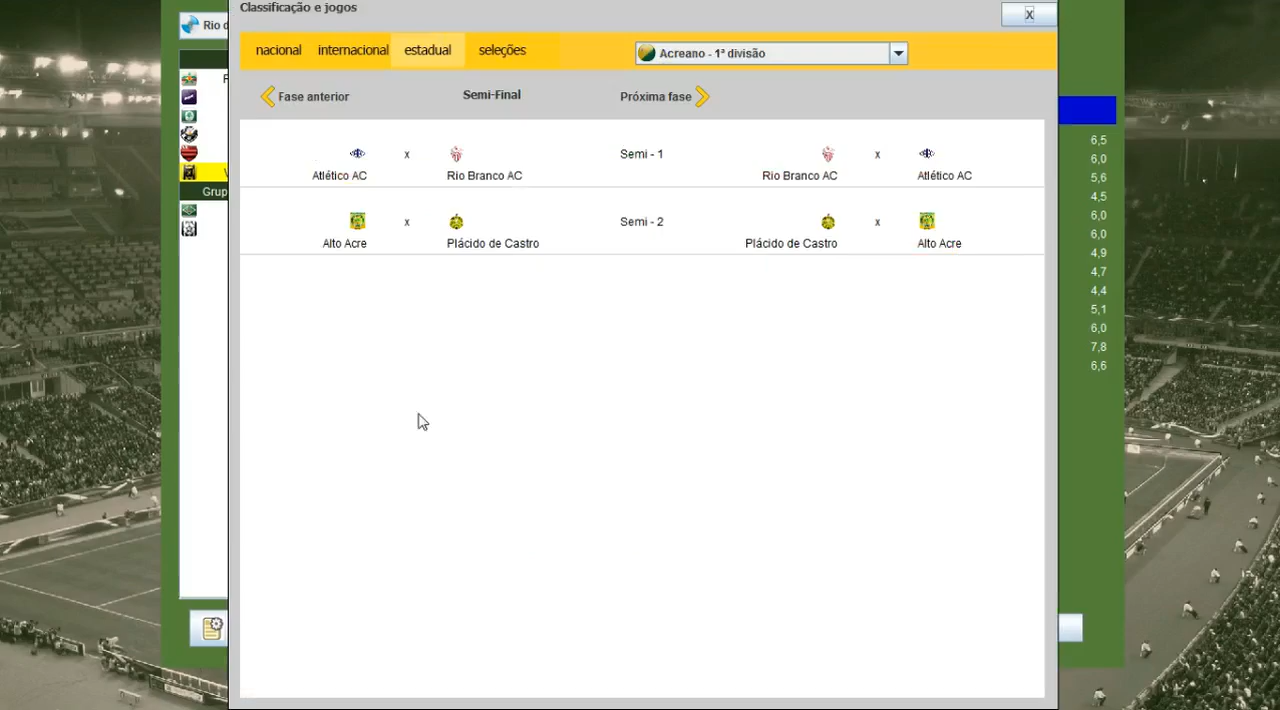 Classificação e jogos
X
Rio d
nacional internacional estadual seleções
Acreano - 1ª divisão
Fase anterior
Semi-Final
Próxima fase
Atlético AC x Rio Branco AC Semi - 1 Rio Branco AC x Atlético AC
Alto Acre x Plácido de Castro Semi - 2 Plácido de Castro x Alto Acre
Grup
6,5
6,0
5,6
4,5
6,0
6,0
4,9
4,7
4,4
5,1
6,0
7,8
6,6